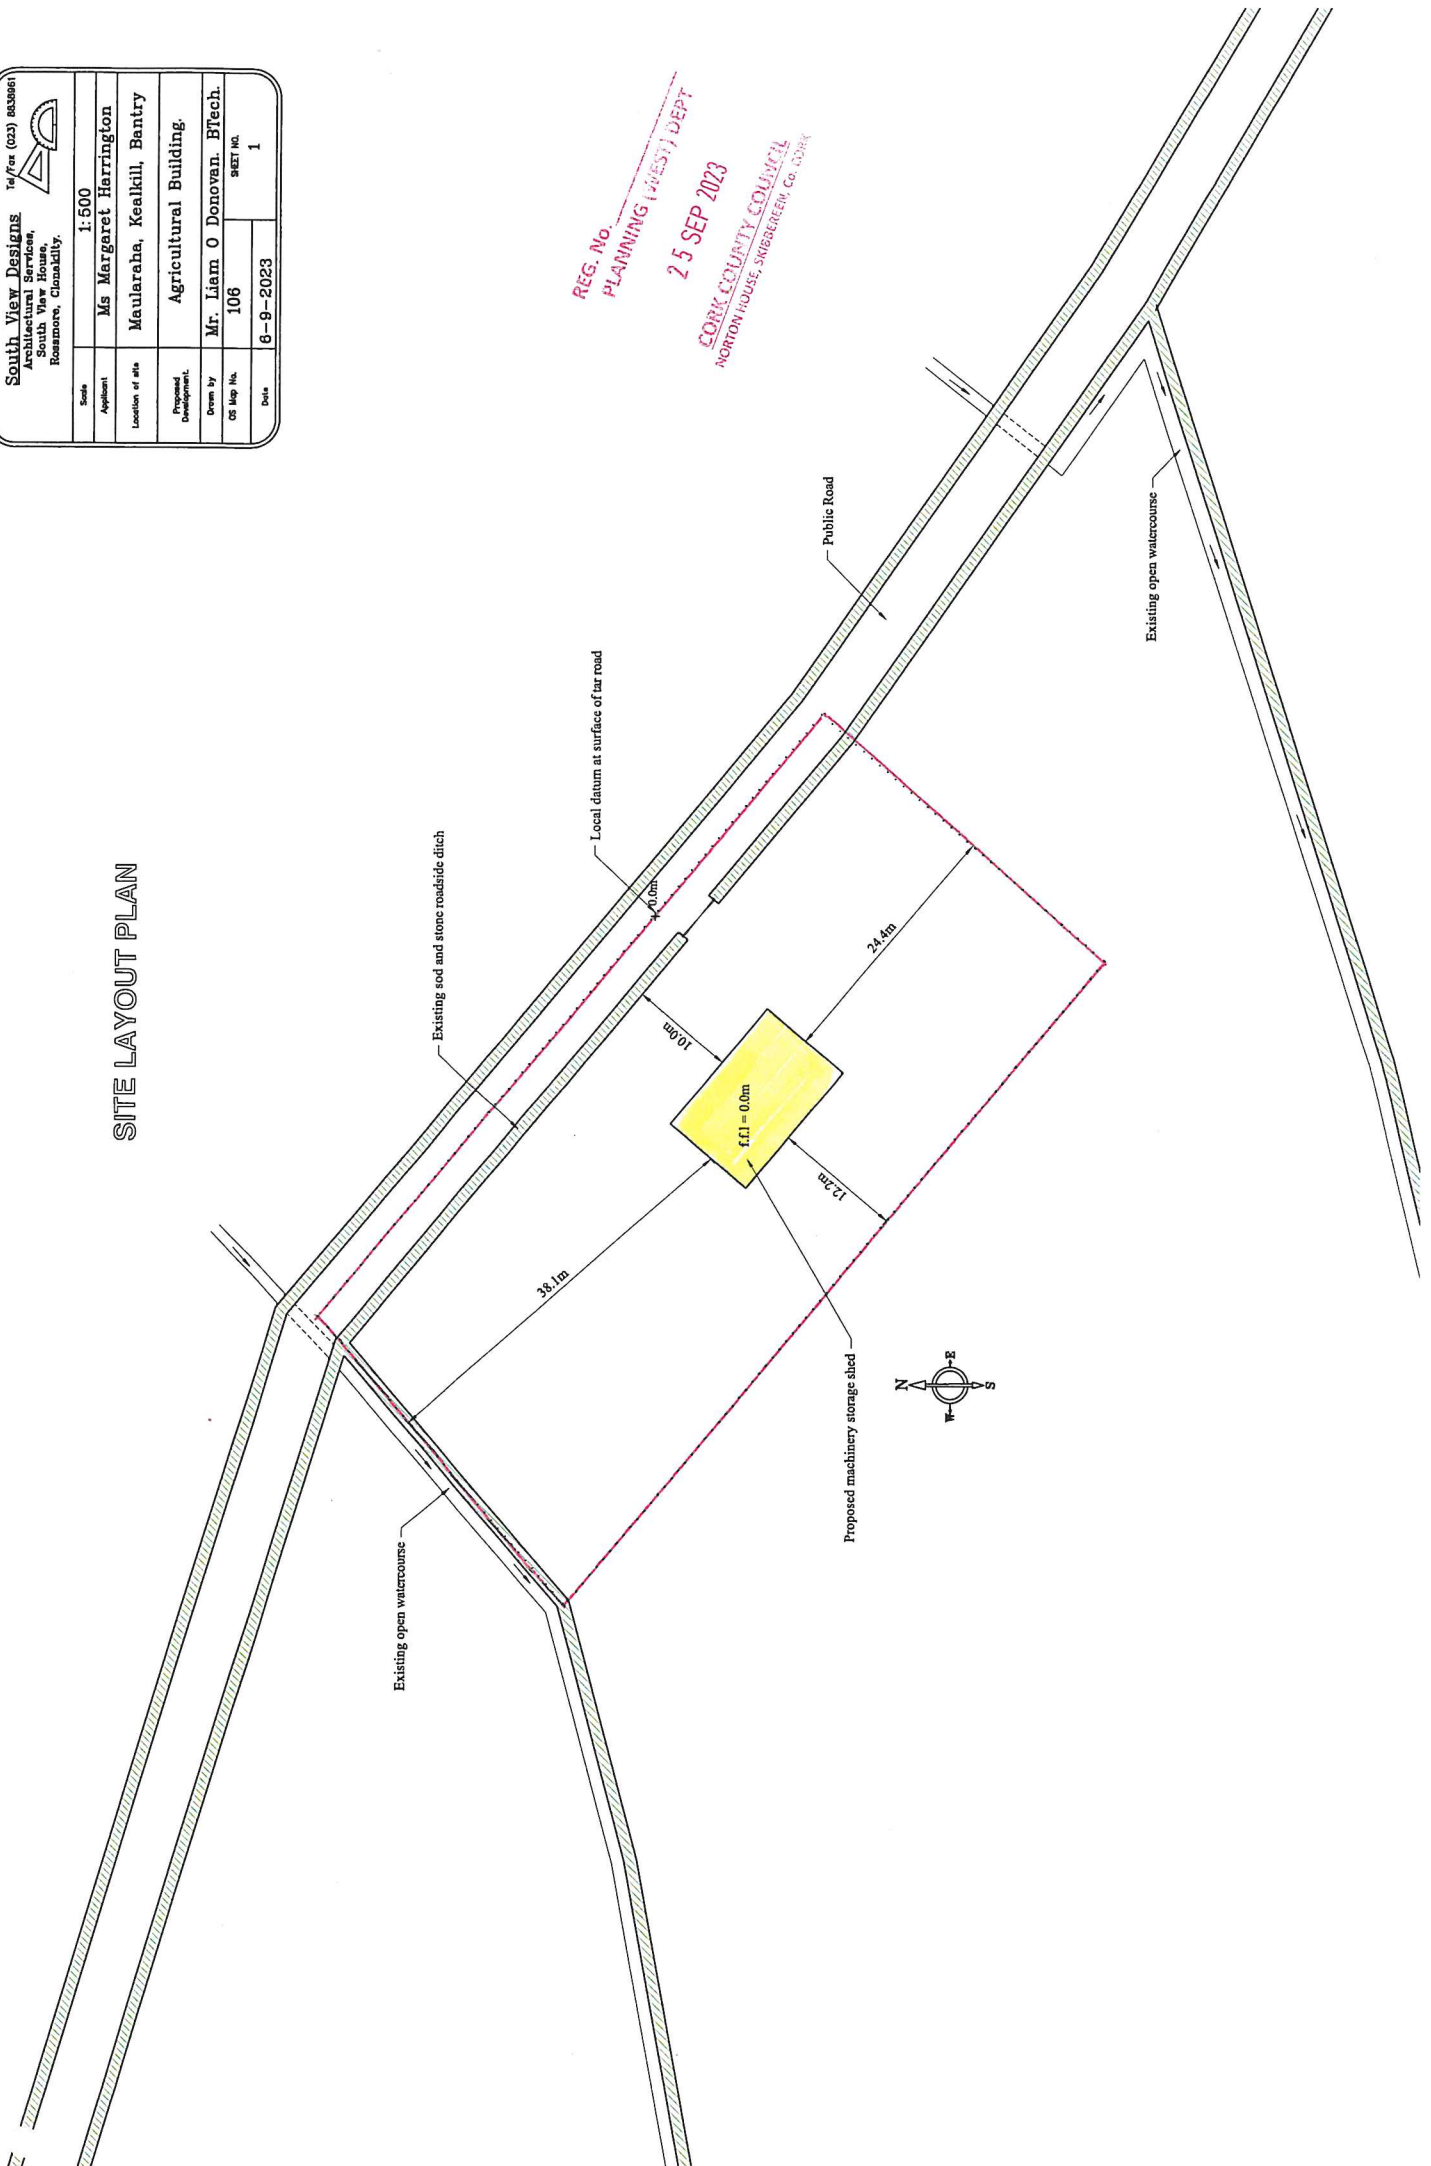 SITE LAYOUT PLAN
South View Designs
Tel/Fax (023) 8838961
Architectural Services,
South View House,
Rossmore, Clonakilty.
Scale 1:500
Applicant Ms Margaret Harrington
Location of site Maularaha, Kealkill, Bantry
Proposed Development. Agricultural Building.
Drawn by Mr. Liam O Donovan. BTech.
OS Map No. 106 SHEET NO. 1
Date 6-9-2023
REG. No.
PLANNING (WEST) DEPT
25 SEP 2023
CORK COUNTY COUNCIL
NORTON HOUSE, SKIBBEREEN, Co. CORK
Public Road
Local datum at surface of tar road
Existing sod and stone roadside ditch
0.0m
10.0m
24.4m
f.f.l = 0.0m
12.2m
38.1m
Existing open watercourse
Existing open watercourse
Proposed machinery storage shed
N
W
E
S